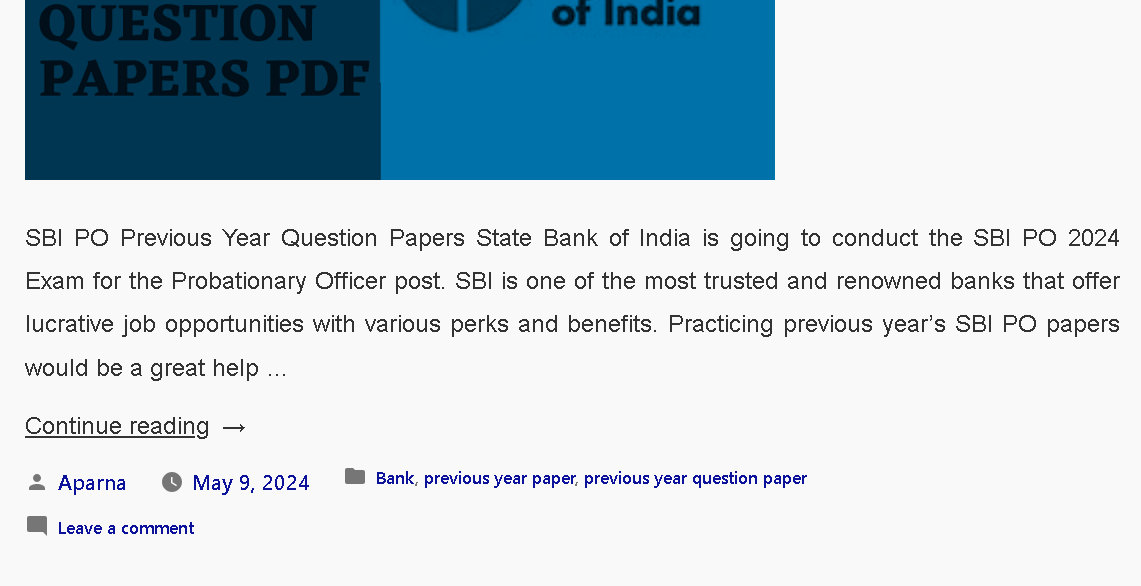 QUESTION
of India
PAPERS PDF
SBI PO Previous Year Question Papers State Bank of India is going to conduct the SBI PO 2024
Exam for the Probationary Officer post. SBI is one of the most trusted and renowned banks that offer
lucrative job opportunities with various perks and benefits. Practicing previous year’s SBI PO papers
would be a great help …
Continue reading →
Aparna May 9, 2024 Bank, previous year paper, previous year question paper
Leave a comment